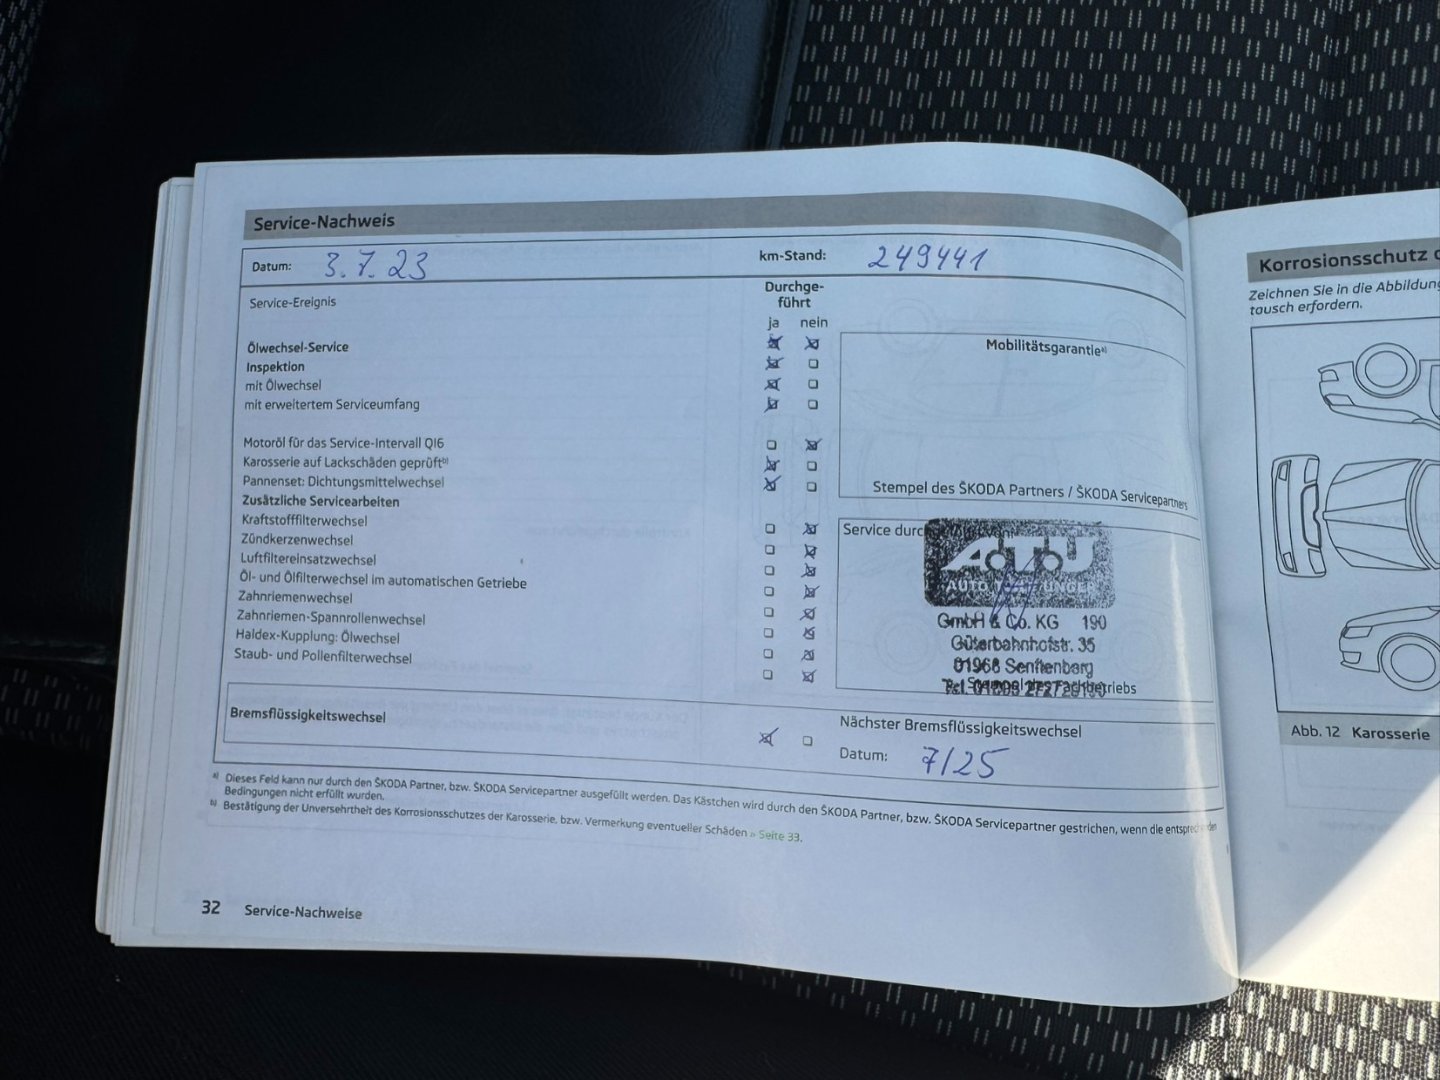 Service-Nachweis
Datum: 3.7.23 km-Stand: 249441
Service-Ereignis Durchge-
führt
ja nein
Ölwechsel-Service
Inspektion
mit Ölwechsel
mit erweitertem Serviceumfang
Motoröl für das Service-Intervall QI6
Karosserie auf Lackschäden geprüft b)
Pannenset: Dichtungsmittelwechsel
Zusätzliche Servicearbeiten
Kraftstofffilterwechsel
Zündkerzenwechsel
Luftfiltereinsatzwechsel
Öl- und Ölfilterwechsel im automatischen Getriebe
Zahnriemenwechsel
Zahnriemen-Spannrollenwechsel
Haldex-Kupplung: Ölwechsel
Staub- und Pollenfilterwechsel
Mobilitätsgarantie a)
Stempel des ŠKODA Partners / ŠKODA Servicepartners
Service durch
ATU
GmbH & Co. KG 190
Güterbahnhofstr. 35
01968 Senftenberg
Bremsflüssigkeitswechsel
Nächster Bremsflüssigkeitswechsel
Datum: 7/25
a) Dieses Feld kann nur durch den ŠKODA Partner, bzw. ŠKODA Servicepartner ausgefüllt werden. Das Kästchen wird durch den ŠKODA Partner, bzw. ŠKODA Servicepartner gestrichen, wenn die entsprechenden
Bedingungen nicht erfüllt wurden.
b) Bestätigung der Unversehrtheit des Korrosionsschutzes der Karosserie, bzw. Vermerkung eventueller Schäden » Seite 33.
32 Service-Nachweise
Korrosionsschutz
Zeichnen Sie in die Abbildung
tausch erfordern.
Abb. 12 Karosserie